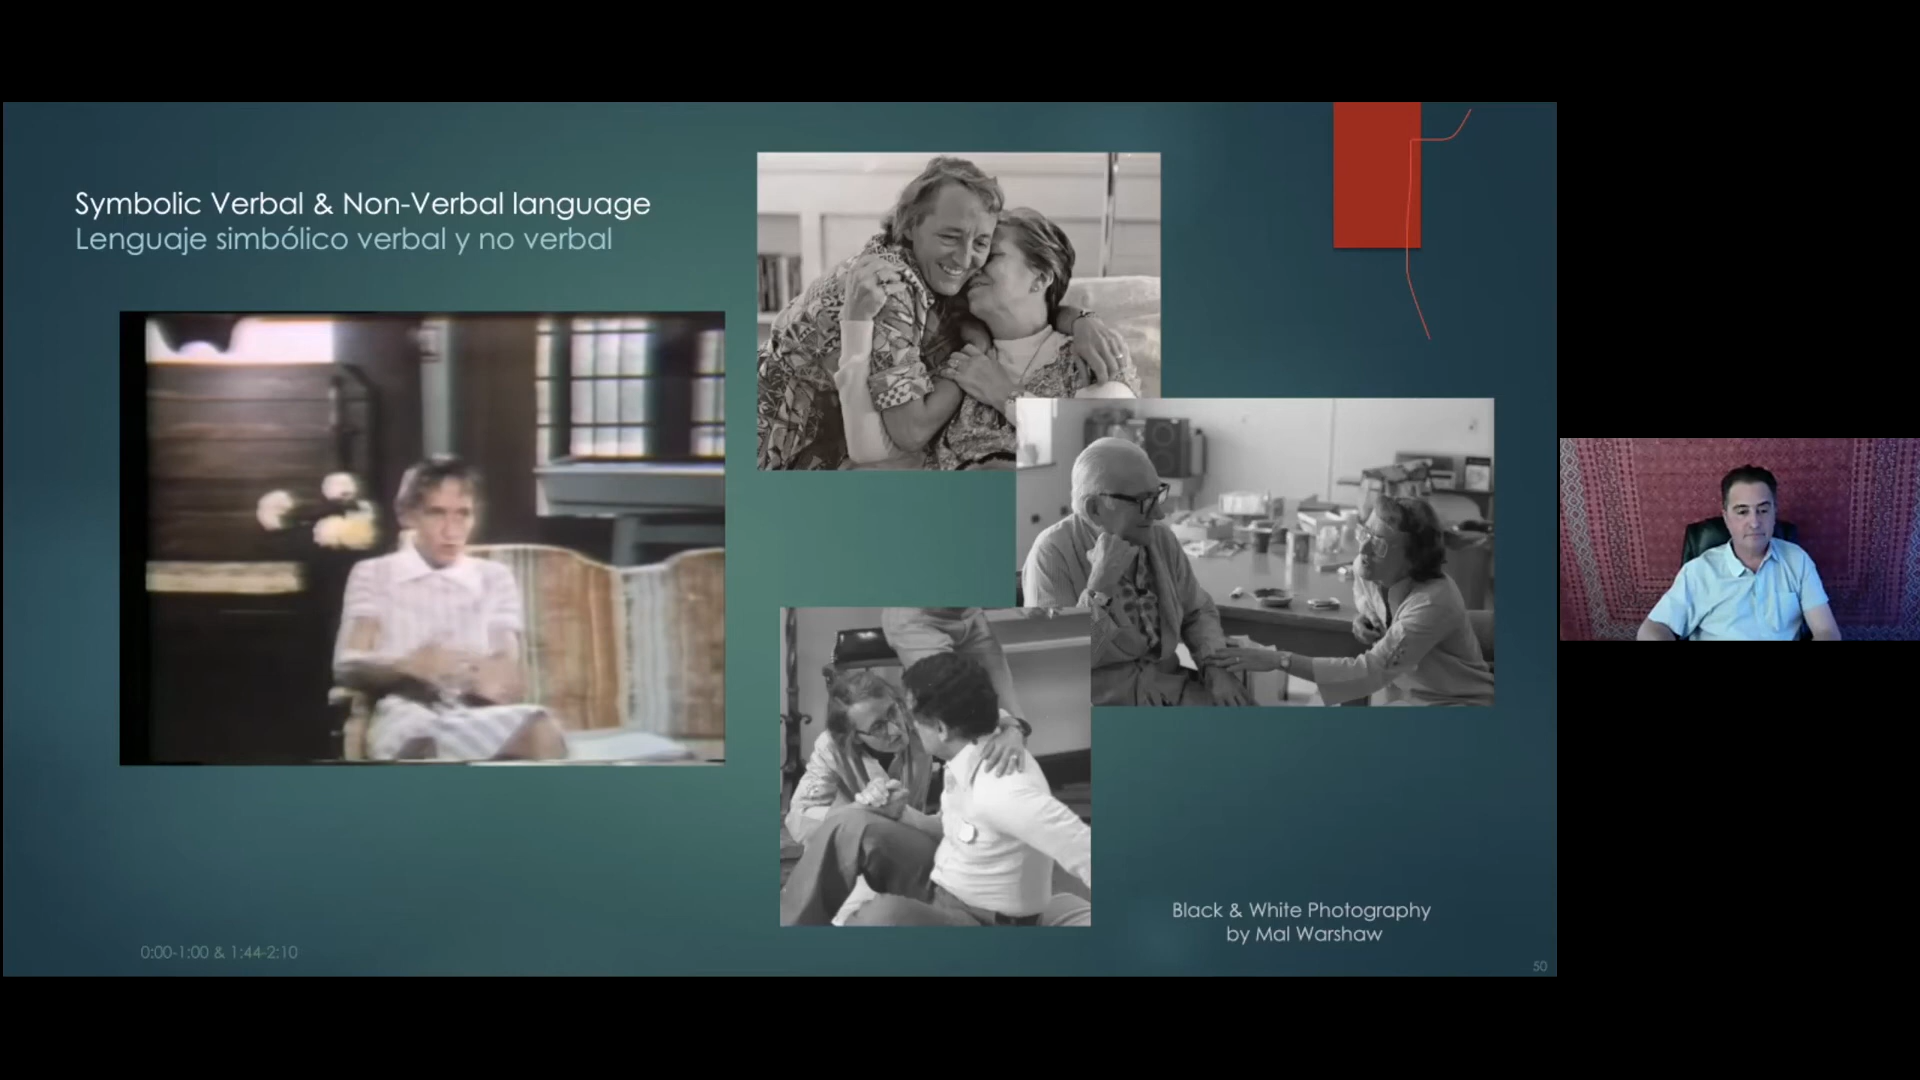 Symbolic Verbal & Non-Verbal language
Lenguaje simbólico verbal y no verbal
Black & White Photography
by Mal Warshaw
0:00-1:00 & 1:44-2:10
50